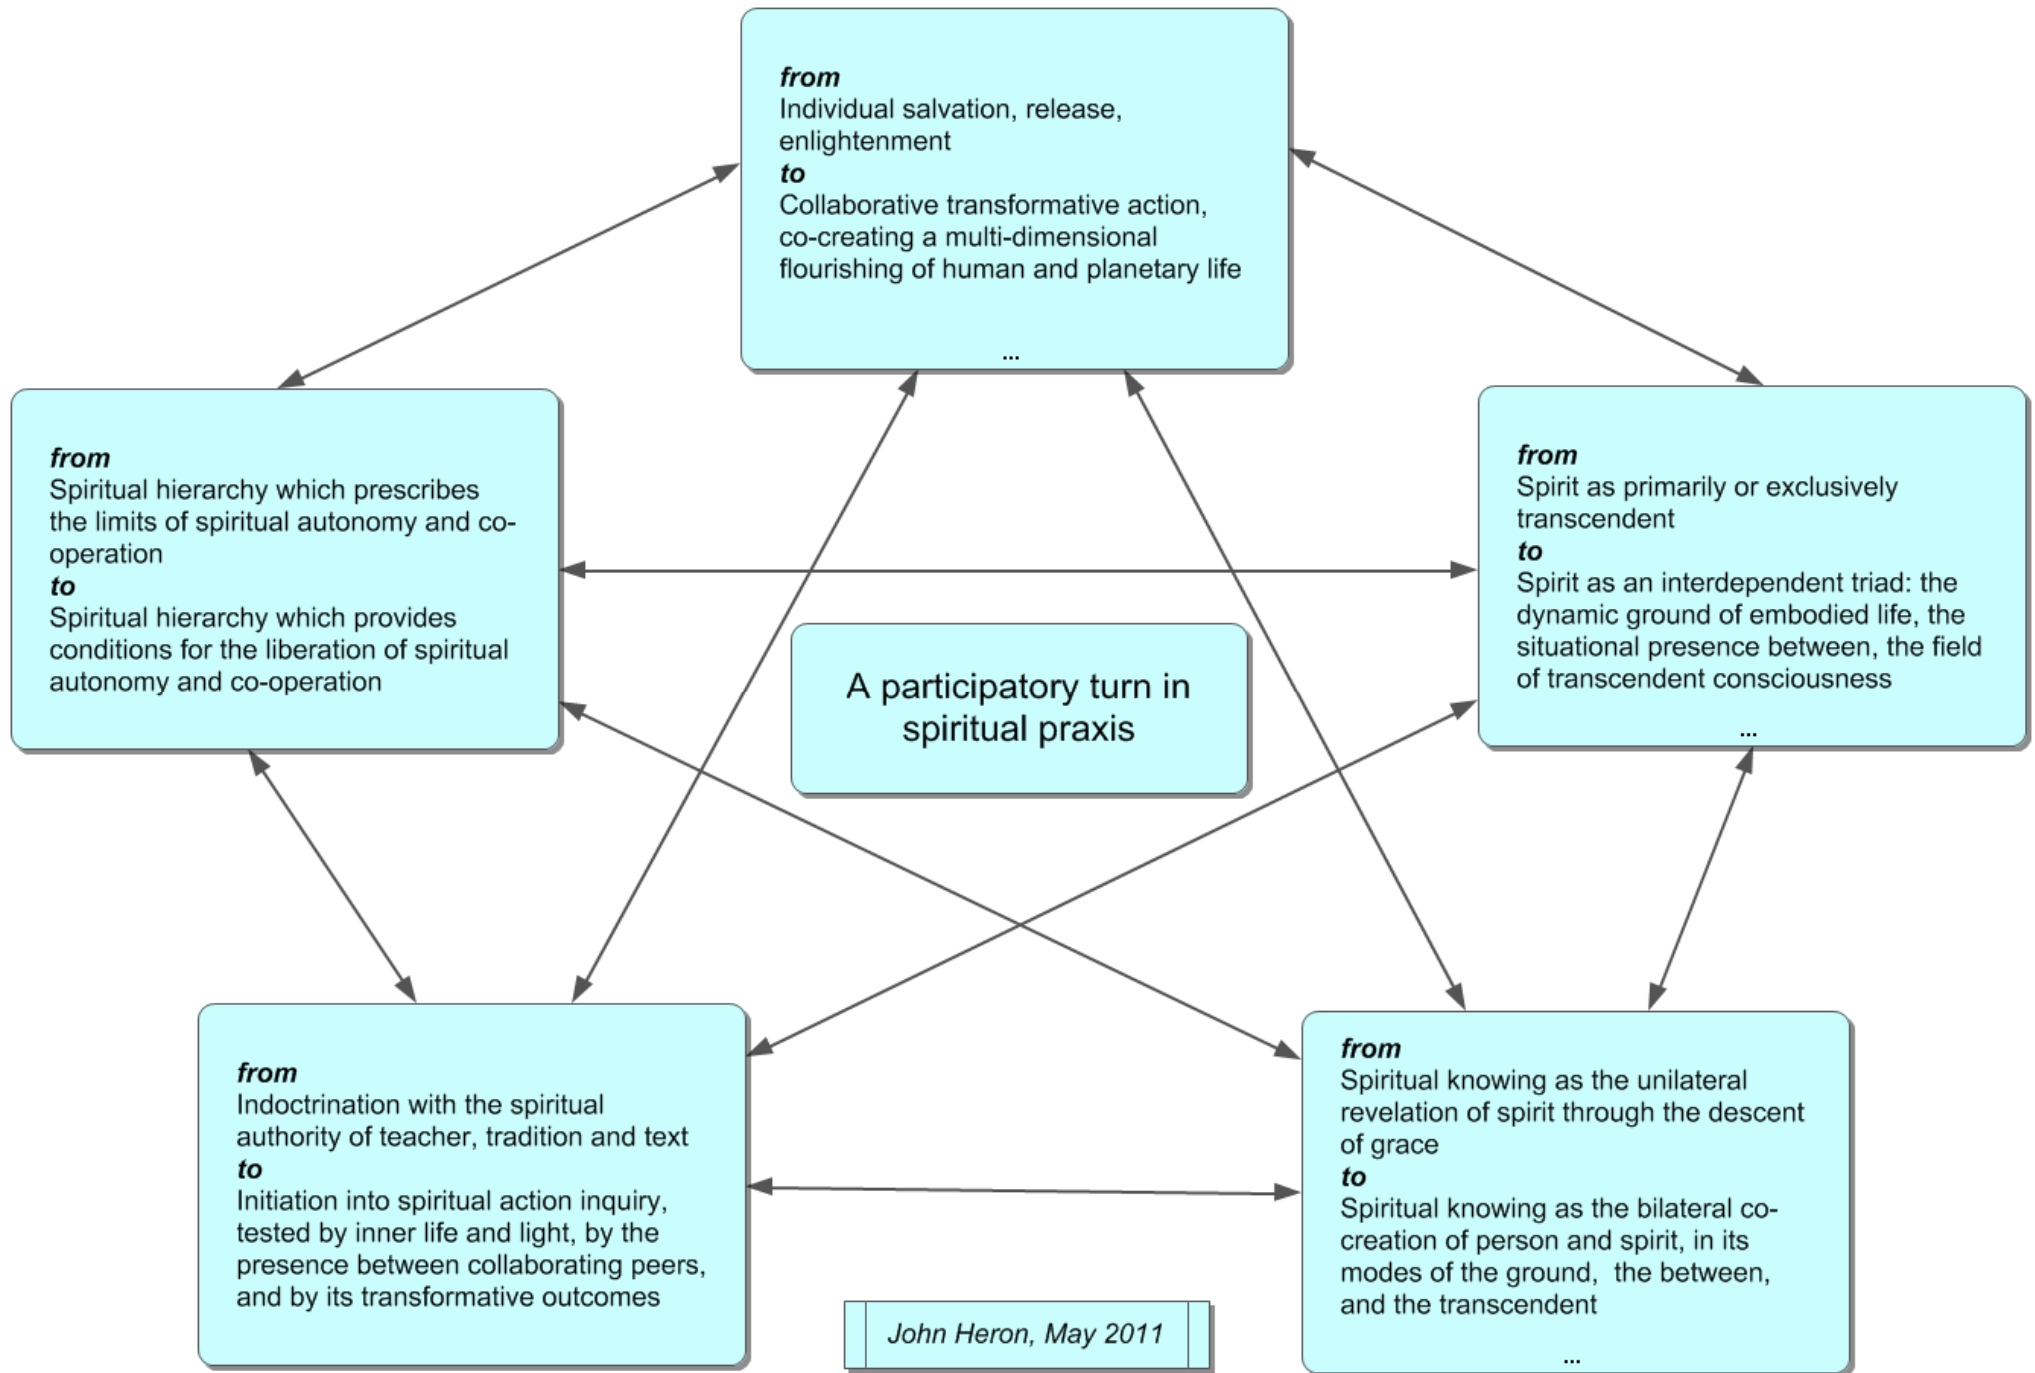 from
Individual salvation, release,
enlightenment
to
Collaborative transformative action,
co-creating a multi-dimensional
flourishing of human and planetary life
...
from
Spiritual hierarchy which prescribes
the limits of spiritual autonomy and co-
operation
to
Spiritual hierarchy which provides
conditions for the liberation of spiritual
autonomy and co-operation
from
Spirit as primarily or exclusively
transcendent
to
Spirit as an interdependent triad: the
dynamic ground of embodied life, the
situational presence between, the field
of transcendent consciousness
...
A participatory turn in
spiritual praxis
from
Indoctrination with the spiritual
authority of teacher, tradition and text
to
Initiation into spiritual action inquiry,
tested by inner life and light, by the
presence between collaborating peers,
and by its transformative outcomes
from
Spiritual knowing as the unilateral
revelation of spirit through the descent
of grace
to
Spiritual knowing as the bilateral co-
creation of person and spirit, in its
modes of the ground,  the between,
and the transcendent
...
John Heron, May 2011